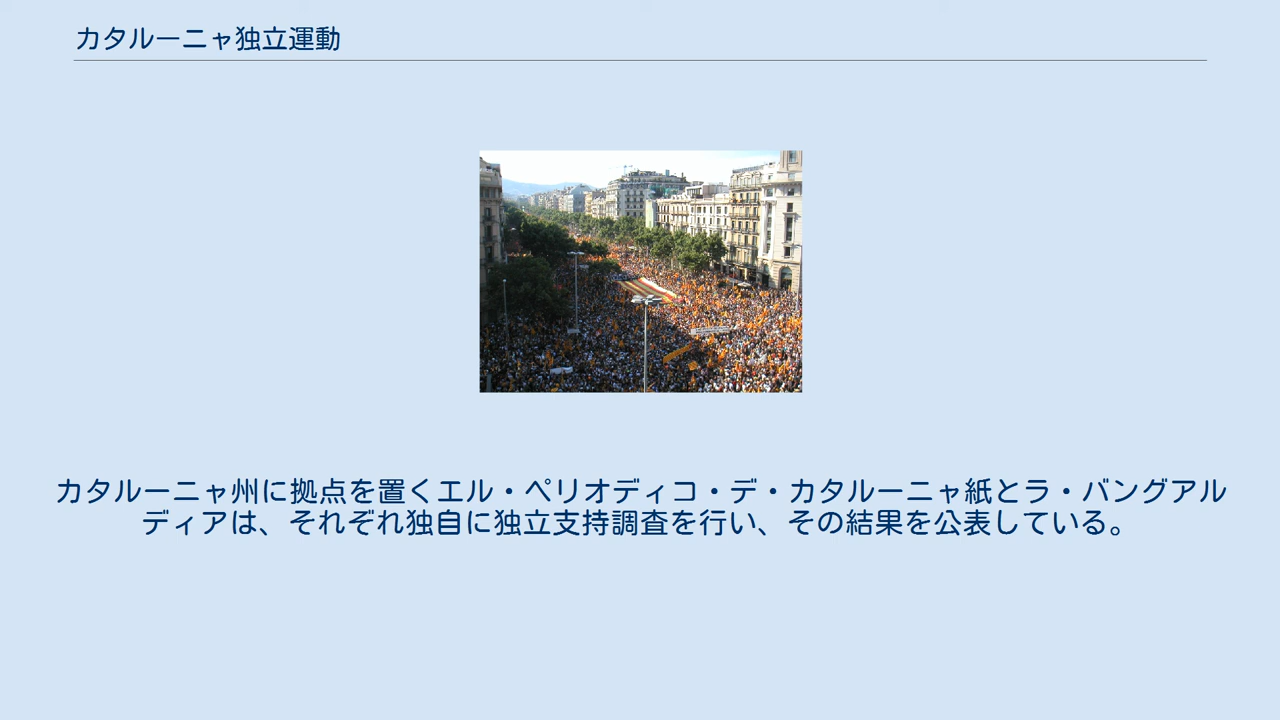 カタルーニャ独立運動
カタルーニャ州に拠点を置くエル・ペリオディコ・デ・カタルーニャ紙とラ・バングアル
ディアは、それぞれ独自に独立支持調査を行い、その結果を公表している。